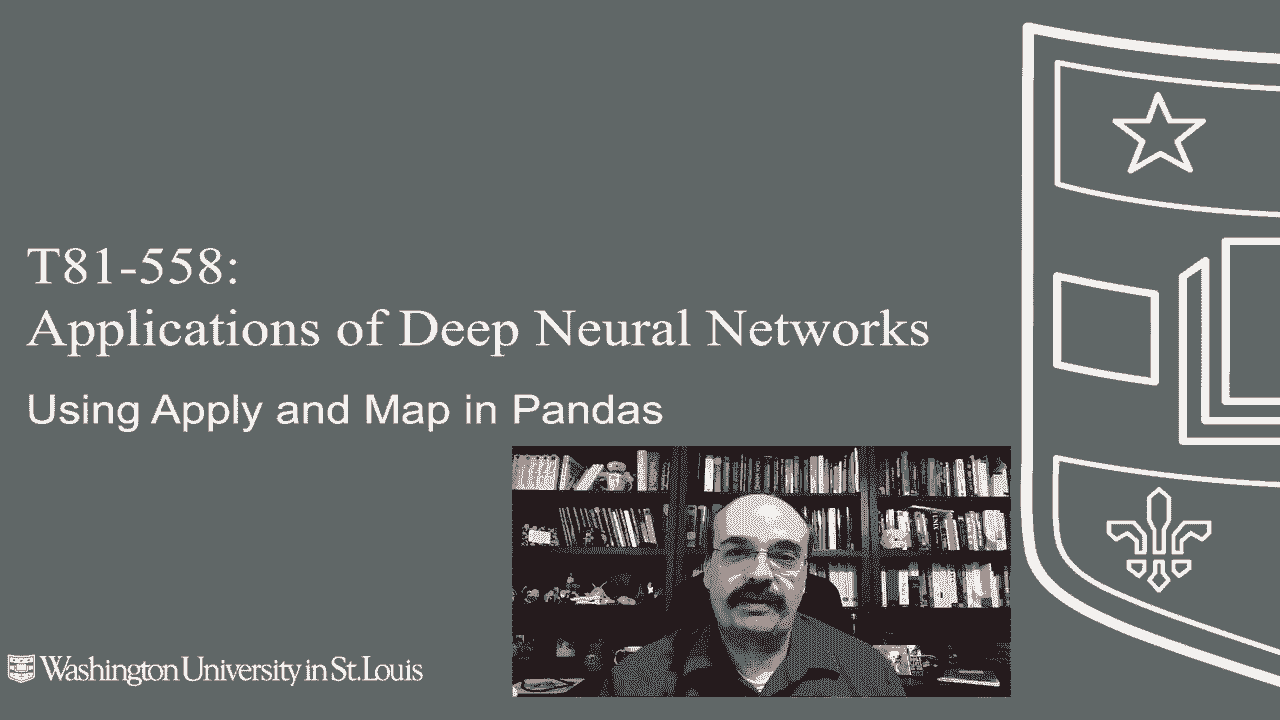 T81-558:
Applications of Deep Neural Networks
Using Apply and Map in Pandas
Washington University in St. Louis